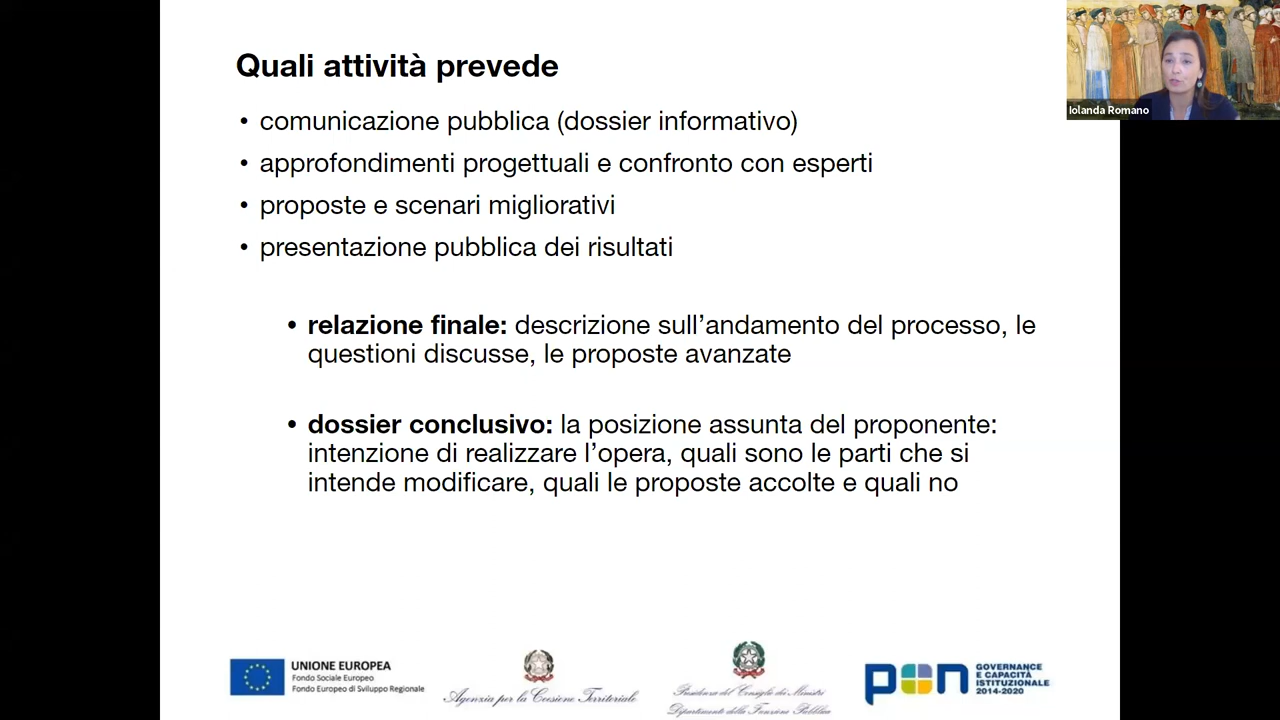 Quali attività prevede
• comunicazione pubblica (dossier informativo)
• approfondimenti progettuali e confronto con esperti
• proposte e scenari migliorativi
• presentazione pubblica dei risultati
• relazione finale: descrizione sull’andamento del processo, le
questioni discusse, le proposte avanzate
• dossier conclusivo: la posizione assunta del proponente:
intenzione di realizzare l’opera, quali sono le parti che si
intende modificare, quali le proposte accolte e quali no
Iolanda Romano
UNIONE EUROPEA
Fondo Sociale Europeo
Fondo Europeo di Sviluppo Regionale
Agenzia per la Coesione Territoriale
Presidenza del Consiglio dei Ministri
Dipartimento della Funzione Pubblica
pon
GOVERNANCE
E CAPACITÀ
ISTITUZIONALE
2014-2020